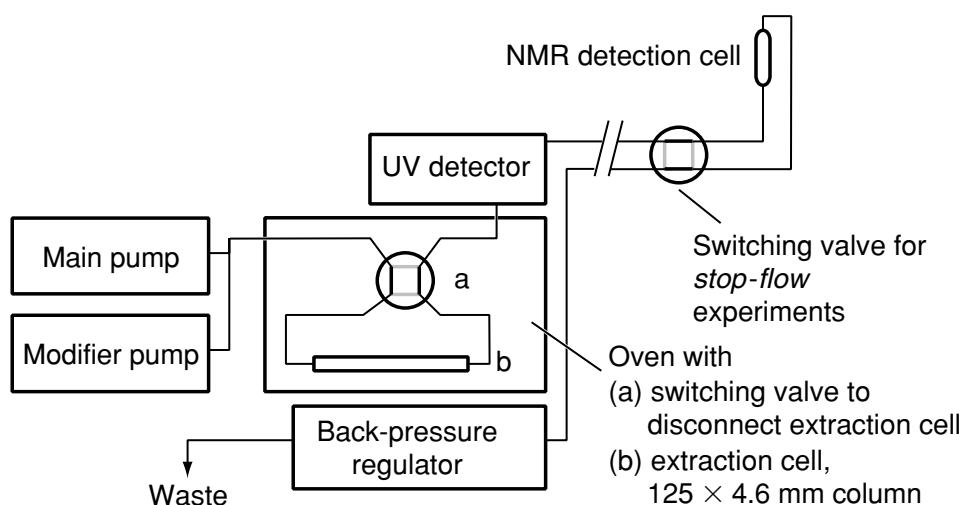 NMR detection cell
UV detector
Main pump
Modifier pump
a
b
Switching valve for
stop-flow
experiments
Oven with
(a) switching valve to
disconnect extraction cell
(b) extraction cell,
125 × 4.6 mm column
Back-pressure
regulator
Waste